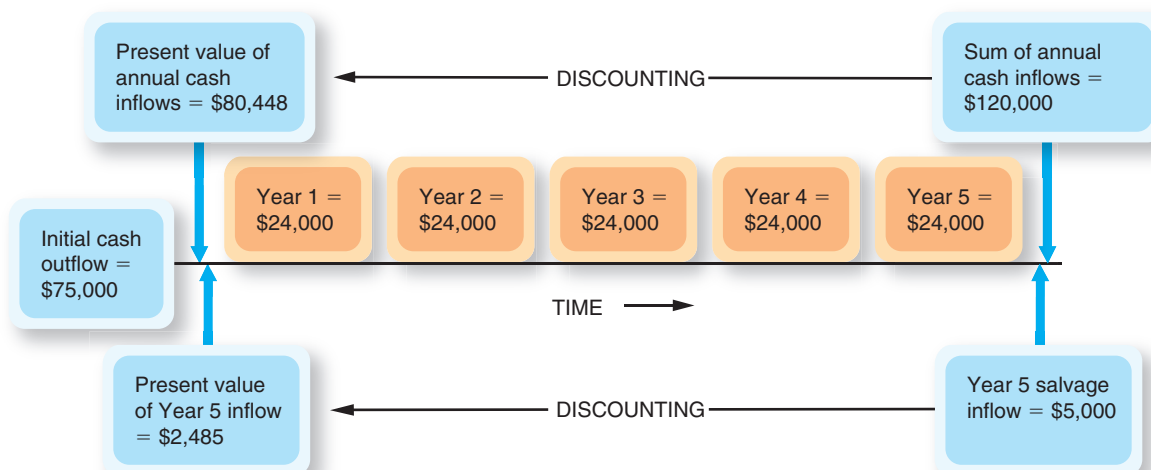 Present value of
annual cash
inflows = $80,448
DISCOUNTING
Sum of annual
cash inflows =
$120,000
Year 1 =
$24,000
Year 2 =
$24,000
Year 3 =
$24,000
Year 4 =
$24,000
Year 5 =
$24,000
Initial cash
outflow =
$75,000
TIME
Present value
of Year 5 inflow
= $2,485
DISCOUNTING
Year 5 salvage
inflow = $5,000